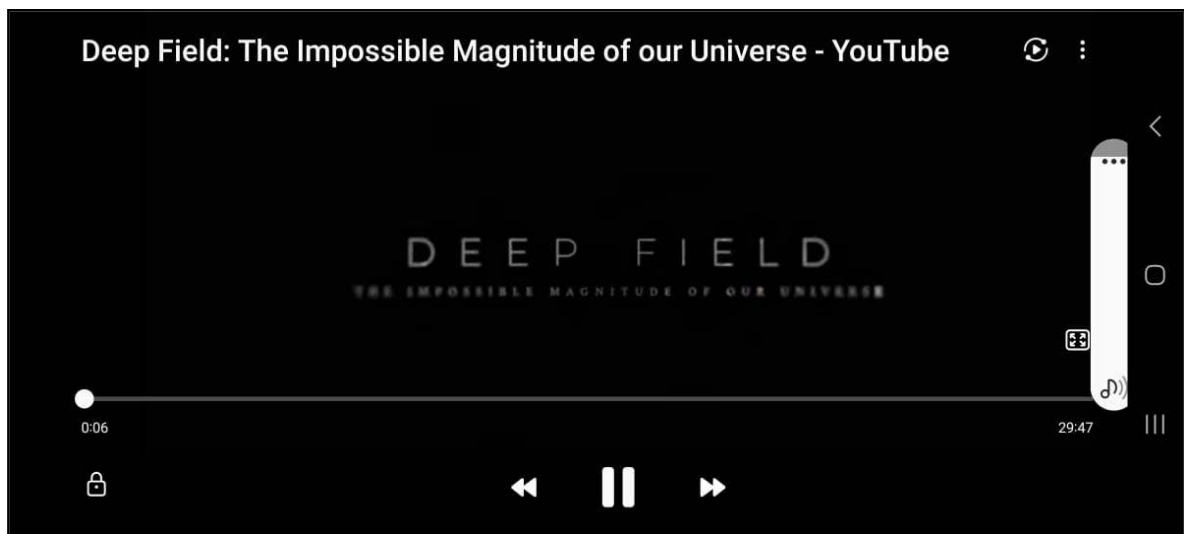 Deep Field: The Impossible Magnitude of our Universe - YouTube
DEEP FIELD
THE IMPOSSIBLE MAGNITUDE OF OUR UNIVERSE
0:06
29:47